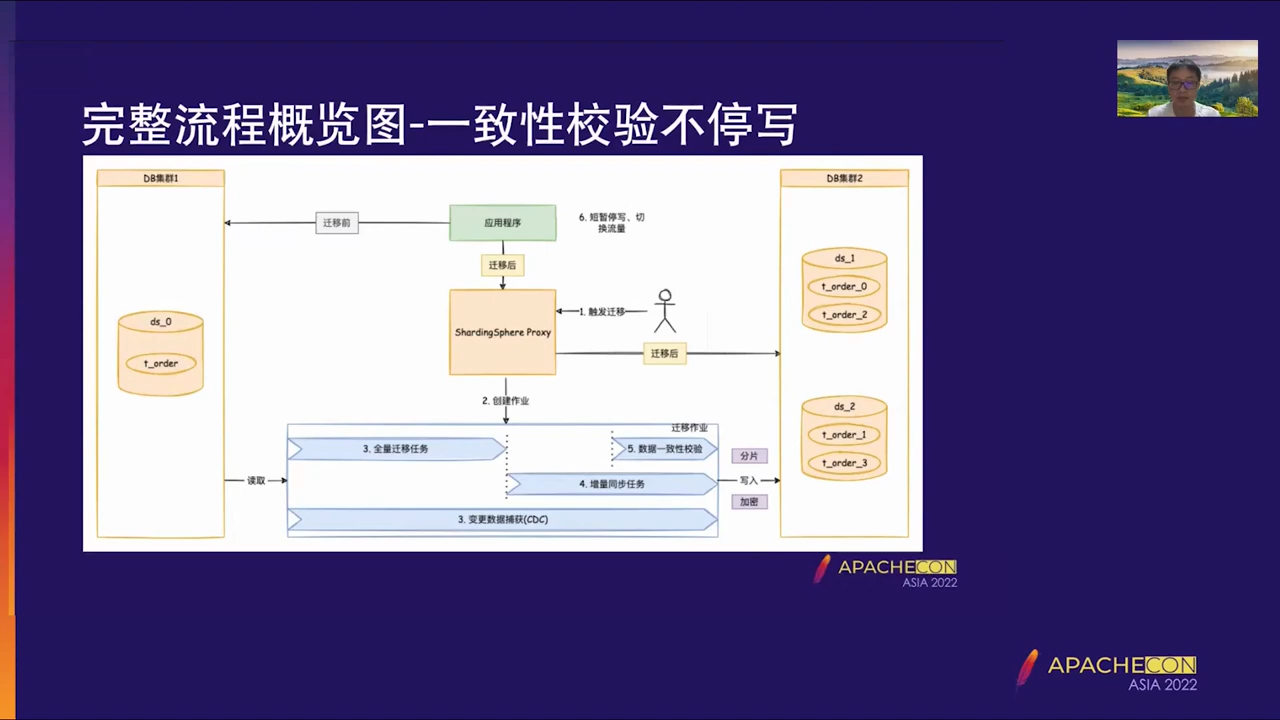 完整流程概览图-一致性校验不停写
DB集群1
DB集群2
迁移前
应用程序
6. 短暂停写、切
换流量
迁移后
ds_0
t_order
ShardingSphere Proxy
1. 触发迁移
迁移后
ds_1
t_order_0
t_order_2
2. 创建作业
ds_2
t_order_1
t_order_3
迁移作业
3. 全量迁移任务
5. 数据一致性校验
分片
读取
4. 增量同步任务
写入
加密
3. 变更数据捕获(CDC)
APACHECON
ASIA 2022
APACHECON
ASIA 2022